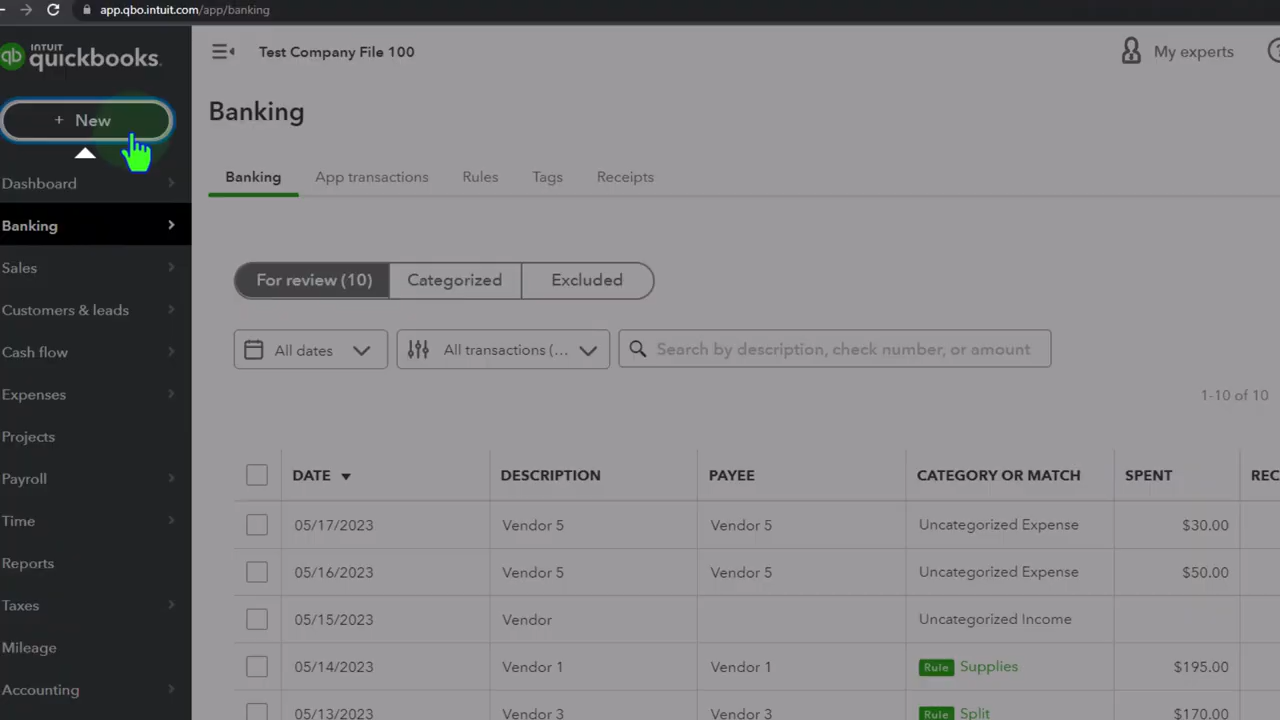 app.qbo.intuit.com/app/banking
INTUIT
quickbooks.
Test Company File 100
My experts
+ New
Banking
Banking
App transactions
Rules
Tags
Receipts
Dashboard
Banking
Sales
Customers & leads
Cash flow
Expenses
Projects
Payroll
Time
Reports
Taxes
Mileage
Accounting
For review (10)
Categorized
Excluded
All dates
All transactions (...
Search by description, check number, or amount
1-10 of 10
DATE DESCRIPTION PAYEE CATEGORY OR MATCH SPENT REC
05/17/2023 Vendor 5 Vendor 5 Uncategorized Expense $30.00
05/16/2023 Vendor 5 Vendor 5 Uncategorized Expense $50.00
05/15/2023 Vendor Uncategorized Income
05/14/2023 Vendor 1 Vendor 1 Rule Supplies $195.00
05/13/2023 Vendor 3 Vendor 3 Rule Split $170.00